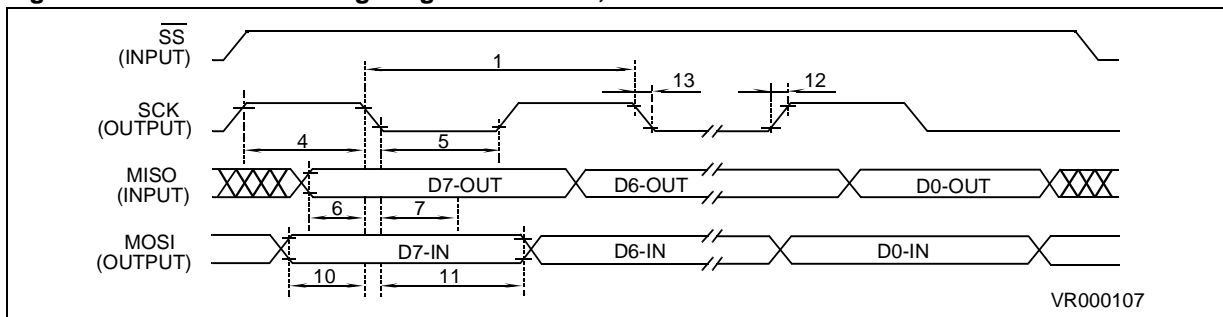 SS
(INPUT)
1
13
12
SCK
(OUTPUT)
4
5
MISO
(INPUT)
D7-OUT
D6-OUT
D0-OUT
6
7
MOSI
(OUTPUT)
D7-IN
D6-IN
D0-IN
10
11
VR000107